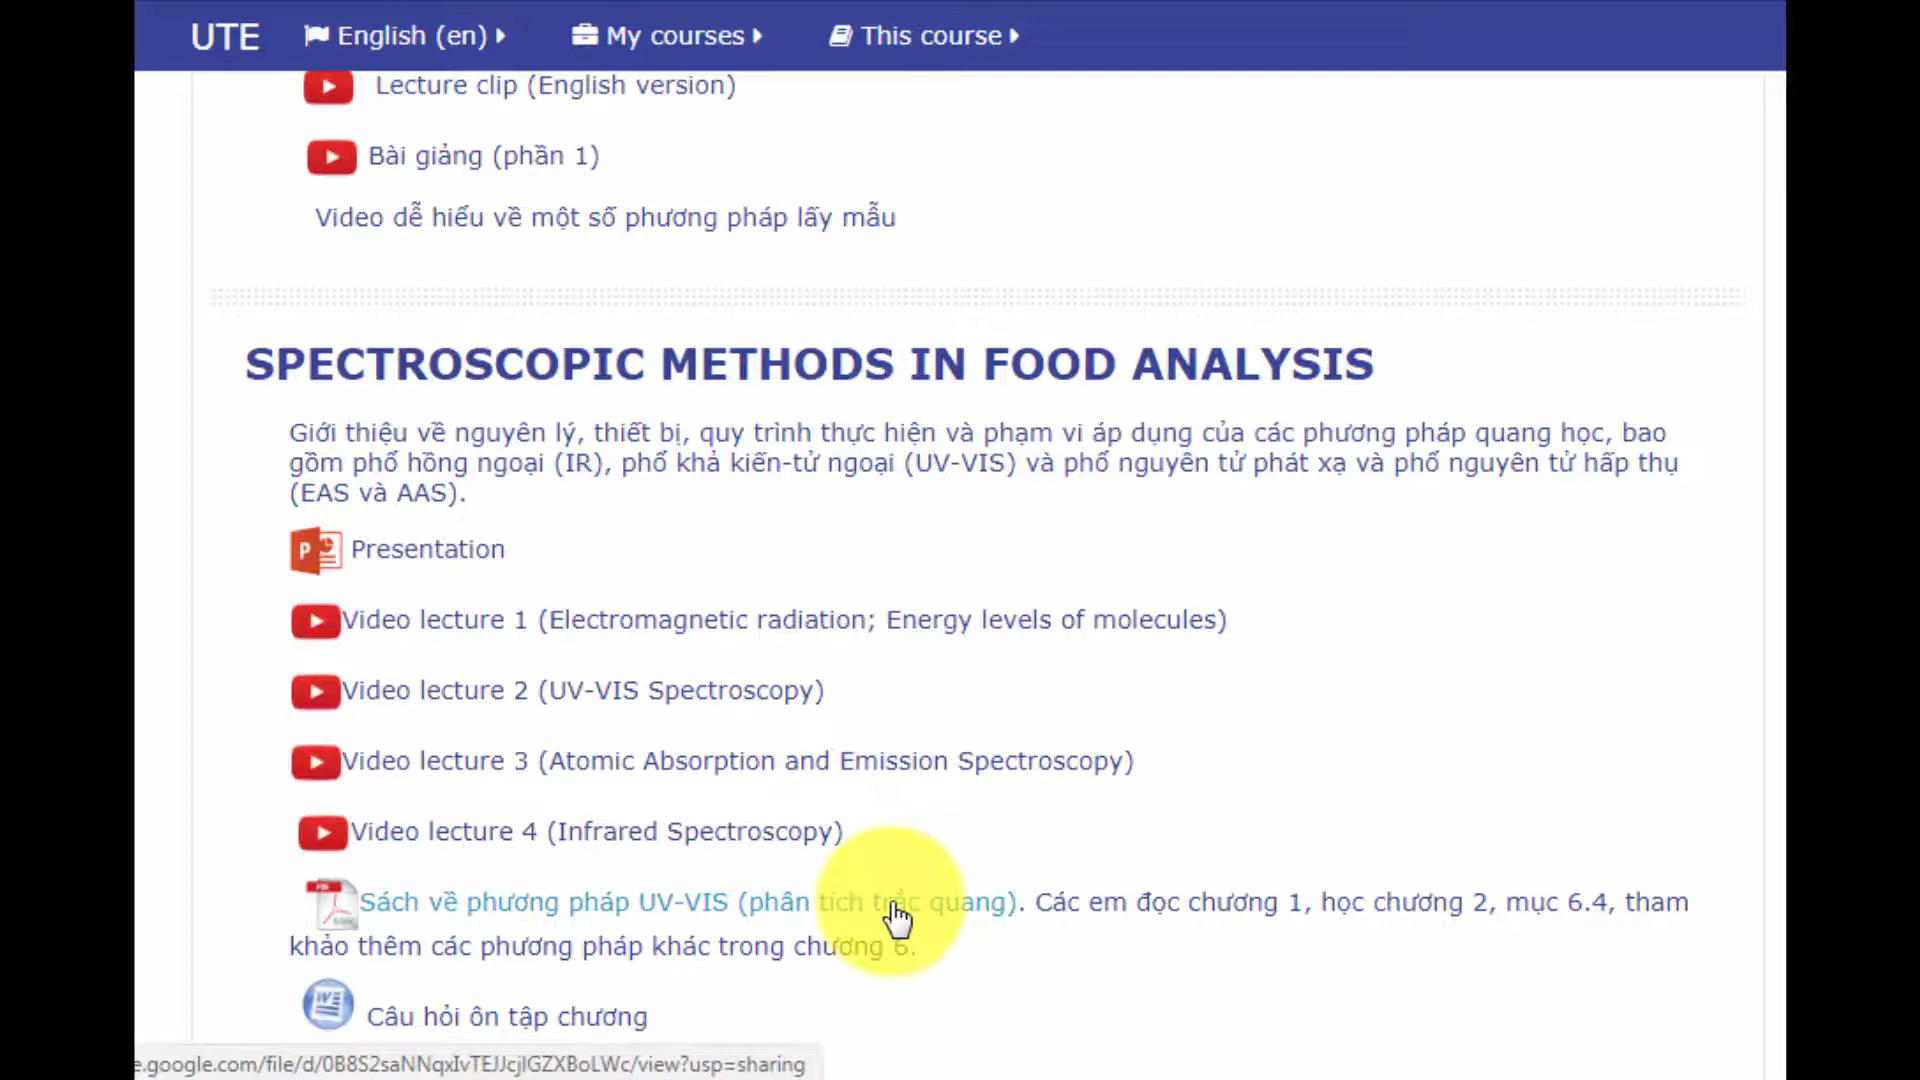 UTE English (en) My courses This course
Lecture clip (English version)
Bài giảng (phần 1)
Video dễ hiểu về một số phương pháp lấy mẫu
SPECTROSCOPIC METHODS IN FOOD ANALYSIS
Giới thiệu về nguyên lý, thiết bị, quy trình thực hiện và phạm vi áp dụng của các phương pháp quang học, bao
gồm phổ hồng ngoại (IR), phổ khả kiến-tử ngoại (UV-VIS) và phổ nguyên tử phát xạ và phổ nguyên tử hấp thụ
(EAS và AAS).
Presentation
Video lecture 1 (Electromagnetic radiation; Energy levels of molecules)
Video lecture 2 (UV-VIS Spectroscopy)
Video lecture 3 (Atomic Absorption and Emission Spectroscopy)
Video lecture 4 (Infrared Spectroscopy)
Sách về phương pháp UV-VIS (phân tích trắc quang). Các em đọc chương 1, học chương 2, mục 6.4, tham
khảo thêm các phương pháp khác trong chương 6.
Câu hỏi ôn tập chương
e.google.com/file/d/0B8S2saNNqxIvTEJJcjlGZXBoLWc/view?usp=sharing